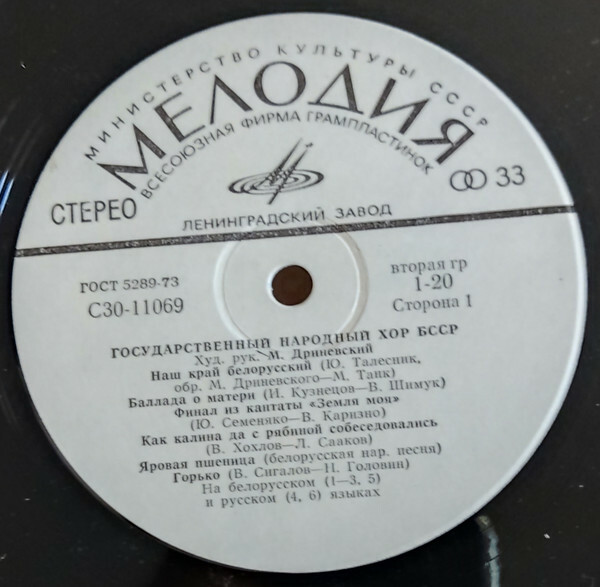 МИНИСТЕРСТВО КУЛЬТУРЫ СССР
МЕЛОДИЯ
ВСЕСОЮЗНАЯ ФИРМА ГРАМПЛАСТИНОК
СТЕРЕО
33
ЛЕНИНГРАДСКИЙ ЗАВОД
ГОСТ 5289-73
С30-11069
вторая гр
1-20
Сторона 1
ГОСУДАРСТВЕННЫЙ НАРОДНЫЙ ХОР БССР
Худ. рук. М. Дриневский
Наш край белорусский (Ю. Талесник,
обр. М. Дриневского—М. Танк)
Баллада о матери (И. Кузнецов—В. Шимук)
Финал из кантаты «Земля моя»
(Ю. Семеняко—В. Каризно)
Как калина да с рябиной собеседовались
(В. Хохлов—Л. Сааков)
Яровая пшеница (белорусская нар. песня)
Горько (В. Сигалов—Н. Головин)
На белорусском (1—3, 5)
и русском (4, 6) языках